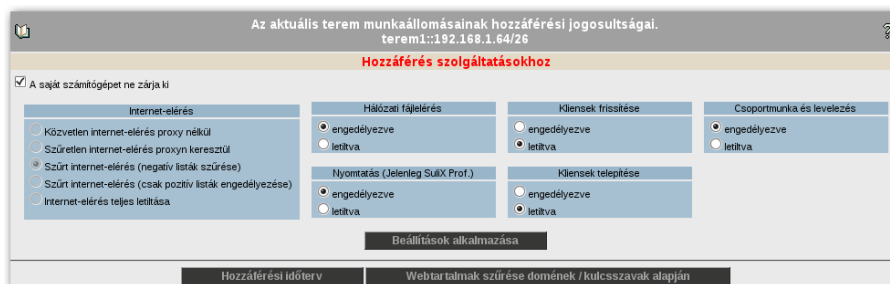 Az aktuális terem munkaállomásainak hozzáférési jogosultságai.
terem1::192.168.1.64/26
Hozzáférés szolgáltatásokhoz
A saját számítógépet ne zárja ki
Internet-elérés
Közvetlen internet-elérés proxy nélkül
Szűretlen internet-elérés proxyn keresztül
Szűrt internet-elérés (negatív listák szűrése)
Szűrt internet-elérés (csak pozitív listák engedélyezése)
Internet-elérés teljes letiltása
Hálózati fájlelérés
engedélyezve
letiltva
Kliensek frissítése
engedélyezve
letiltva
Csoportmunka és levelezés
engedélyezve
letiltva
Nyomtatás (Jelenleg SuliX Prof.)
engedélyezve
letiltva
Kliensek telepítése
engedélyezve
letiltva
Beállítások alkalmazása
Hozzáférési időterv
Webtartalmak szűrése domének / kulcsszavak alapján